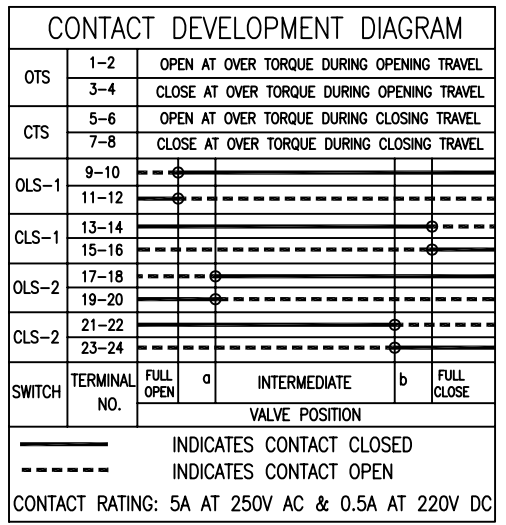 CONTACT DEVELOPMENT DIAGRAM
OTS
1-2 OPEN AT OVER TORQUE DURING OPENING TRAVEL
3-4 CLOSE AT OVER TORQUE DURING OPENING TRAVEL
CTS
5-6 OPEN AT OVER TORQUE DURING CLOSING TRAVEL
7-8 CLOSE AT OVER TORQUE DURING CLOSING TRAVEL
OLS-1
9-10
11-12
CLS-1
13-14
15-16
OLS-2
17-18
19-20
CLS-2
21-22
23-24
SWITCH
TERMINAL
NO.
FULL
OPEN
a
INTERMEDIATE
b
FULL
CLOSE
VALVE POSITION
INDICATES CONTACT CLOSED
INDICATES CONTACT OPEN
CONTACT RATING: 5A AT 250V AC & 0.5A AT 220V DC